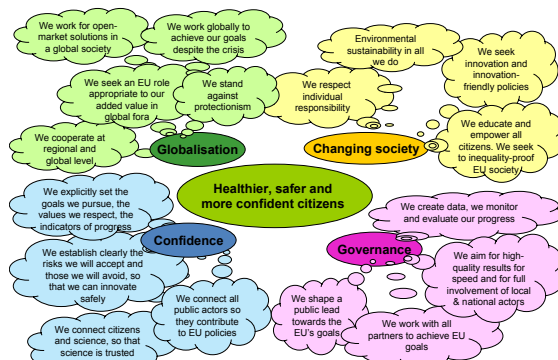 We work for open-
market solutions in
a global society
We work globally to
achieve our goals
despite the crisis
We seek an EU role
appropriate to our
added value in
global fora
We stand
against
protectionism
We cooperate at
regional and
global level
Globalisation
Environmental
sustainability in all
we do
We seek
innovation and
innovation-
friendly policies
We respect
individual
responsibility
We educate and
empower all
citizens. We seek
to inequality-proof
EU society
Changing society
Healthier, safer and
more confident citizens
We explicitly set the
goals we pursue, the
values we respect, the
indicators of progress
Confidence
We establish clearly the
risks we will accept and
those we will avoid, so
that we can innovate
safely
We connect all
public actors so
they contribute
to EU policies
We connect citizens
and science, so that
science is trusted
We create data, we monitor
and evaluate our progress
Governance
We aim for high-
quality results for
speed and for full
involvement of local
& national actors
We shape a
public lead
towards the
EU's goals
We work with all
partners to achieve EU
goals